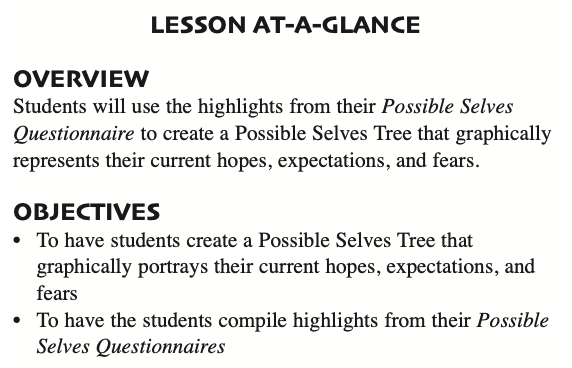 LESSON AT-A-GLANCE
OVERVIEW
Students will use the highlights from their Possible Selves
Questionnaire to create a Possible Selves Tree that graphically
represents their current hopes, expectations, and fears.
OBJECTIVES
• To have students create a Possible Selves Tree that
graphically portrays their current hopes, expectations, and
fears
• To have the students compile highlights from their Possible
Selves Questionnaires